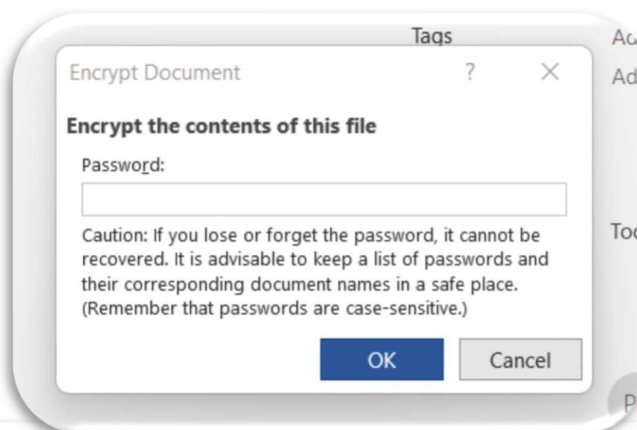 Tags
Encrypt Document ?
Encrypt the contents of this file
Password:
Caution: If you lose or forget the password, it cannot be
recovered. It is advisable to keep a list of passwords and
their corresponding document names in a safe place.
(Remember that passwords are case-sensitive.)
OK Cancel